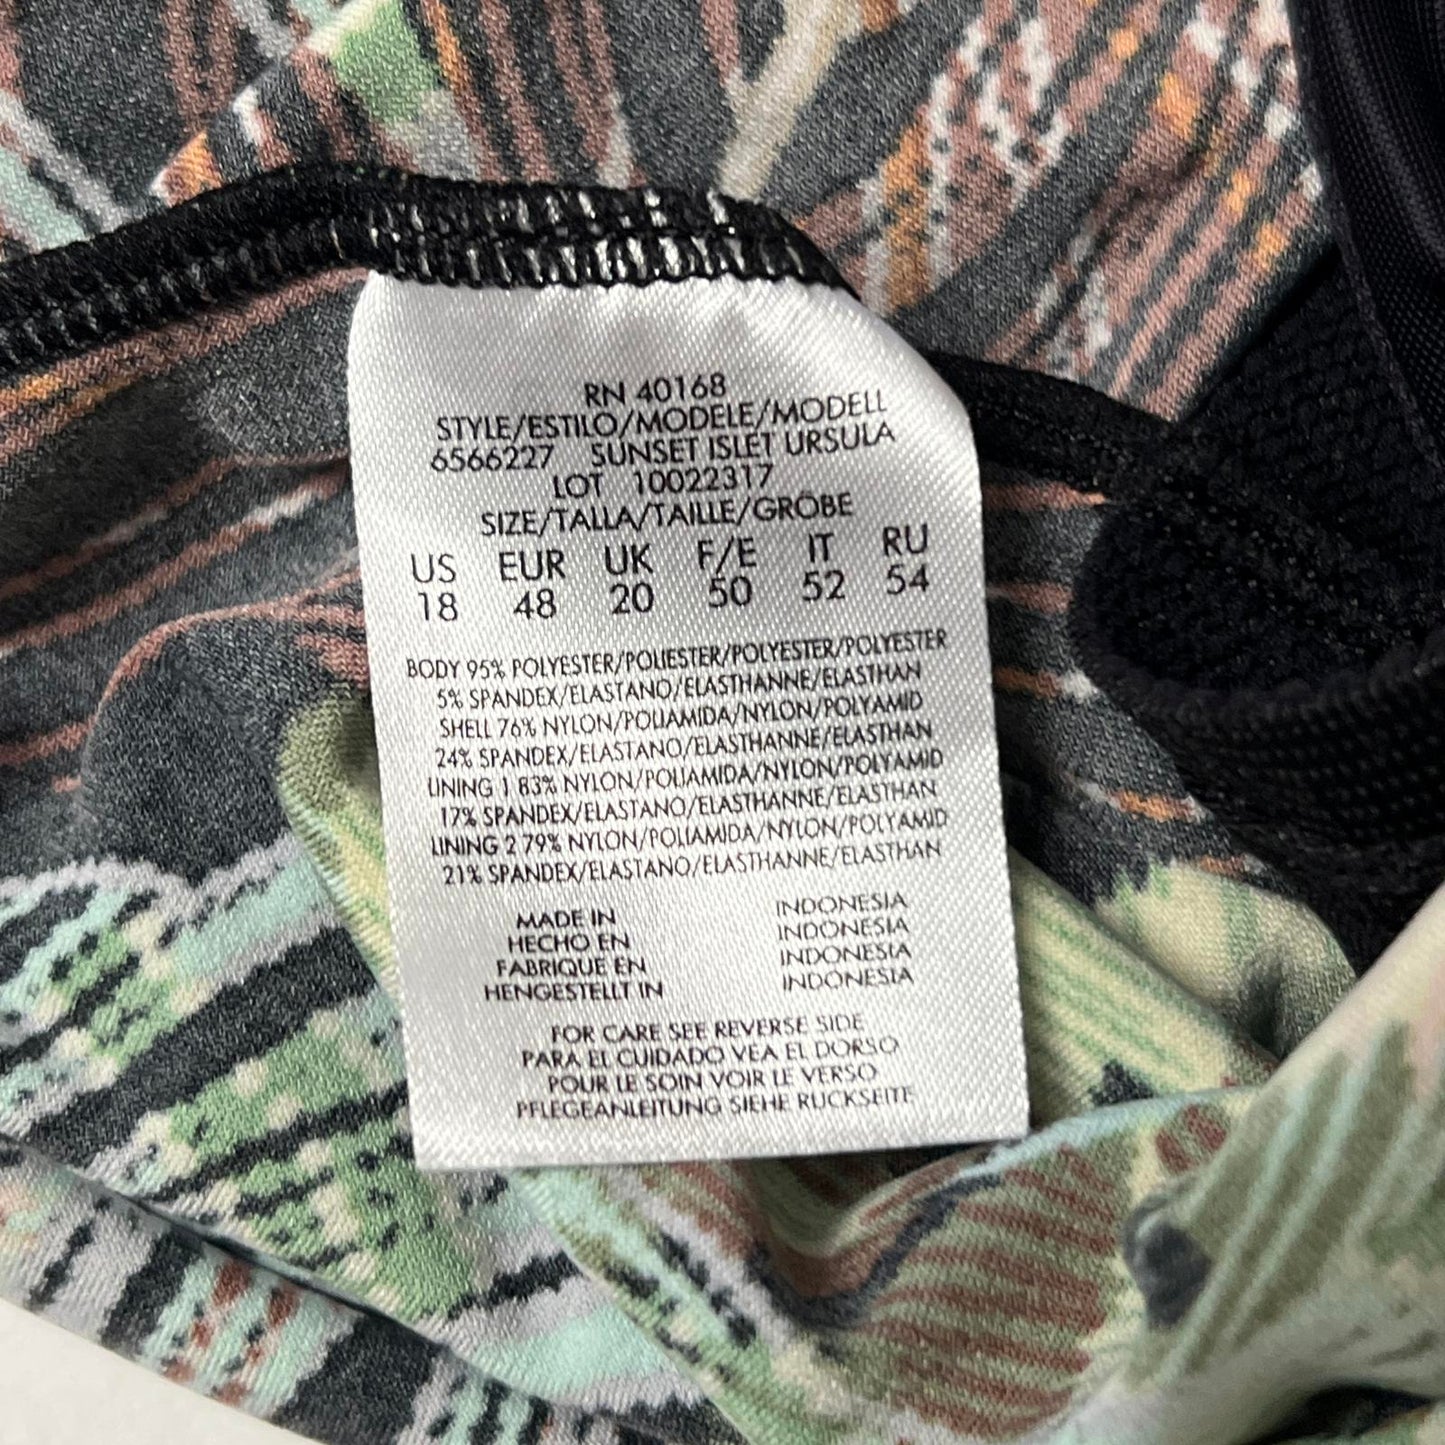 RN 40168
STYLE/ESTILO/MODELE/MODELL
6566227 SUNSET ISLET URSULA
LOT 10022317
SIZE/TALLA/TAILLE/GRÖBE
US EUR UK F/E IT RU
18 48 20 50 52 54
BODY 95% POLYESTER/POLIESTER/POLYESTER/POLYESTER
5% SPANDEX/ELASTANO/ELASTHANNE/ELASTHAN
SHELL 76% NYLON/POLIAMIDA/NYLON/POLYAMID
24% SPANDEX/ELASTANO/ELASTHANNE/ELASTHAN
LINING 1 83% NYLON/POLIAMIDA/NYLON/POLYAMID
17% SPANDEX/ELASTANO/ELASTHANNE/ELASTHAN
LINING 2 79% NYLON/POLIAMIDA/NYLON/POLYAMID
21% SPANDEX/ELASTANO/ELASTHANNE/ELASTHAN
MADE IN INDONESIA
HECHO EN INDONESIA
FABRIQUE EN INDONESIA
HENGESTELLT IN INDONESIA
FOR CARE SEE REVERSE SIDE
PARA EL CUIDADO VEA EL DORSO
POUR LE SOIN VOIR LE VERSO
PFLEGEANLEITUNG SIEHE RUCKSEITE